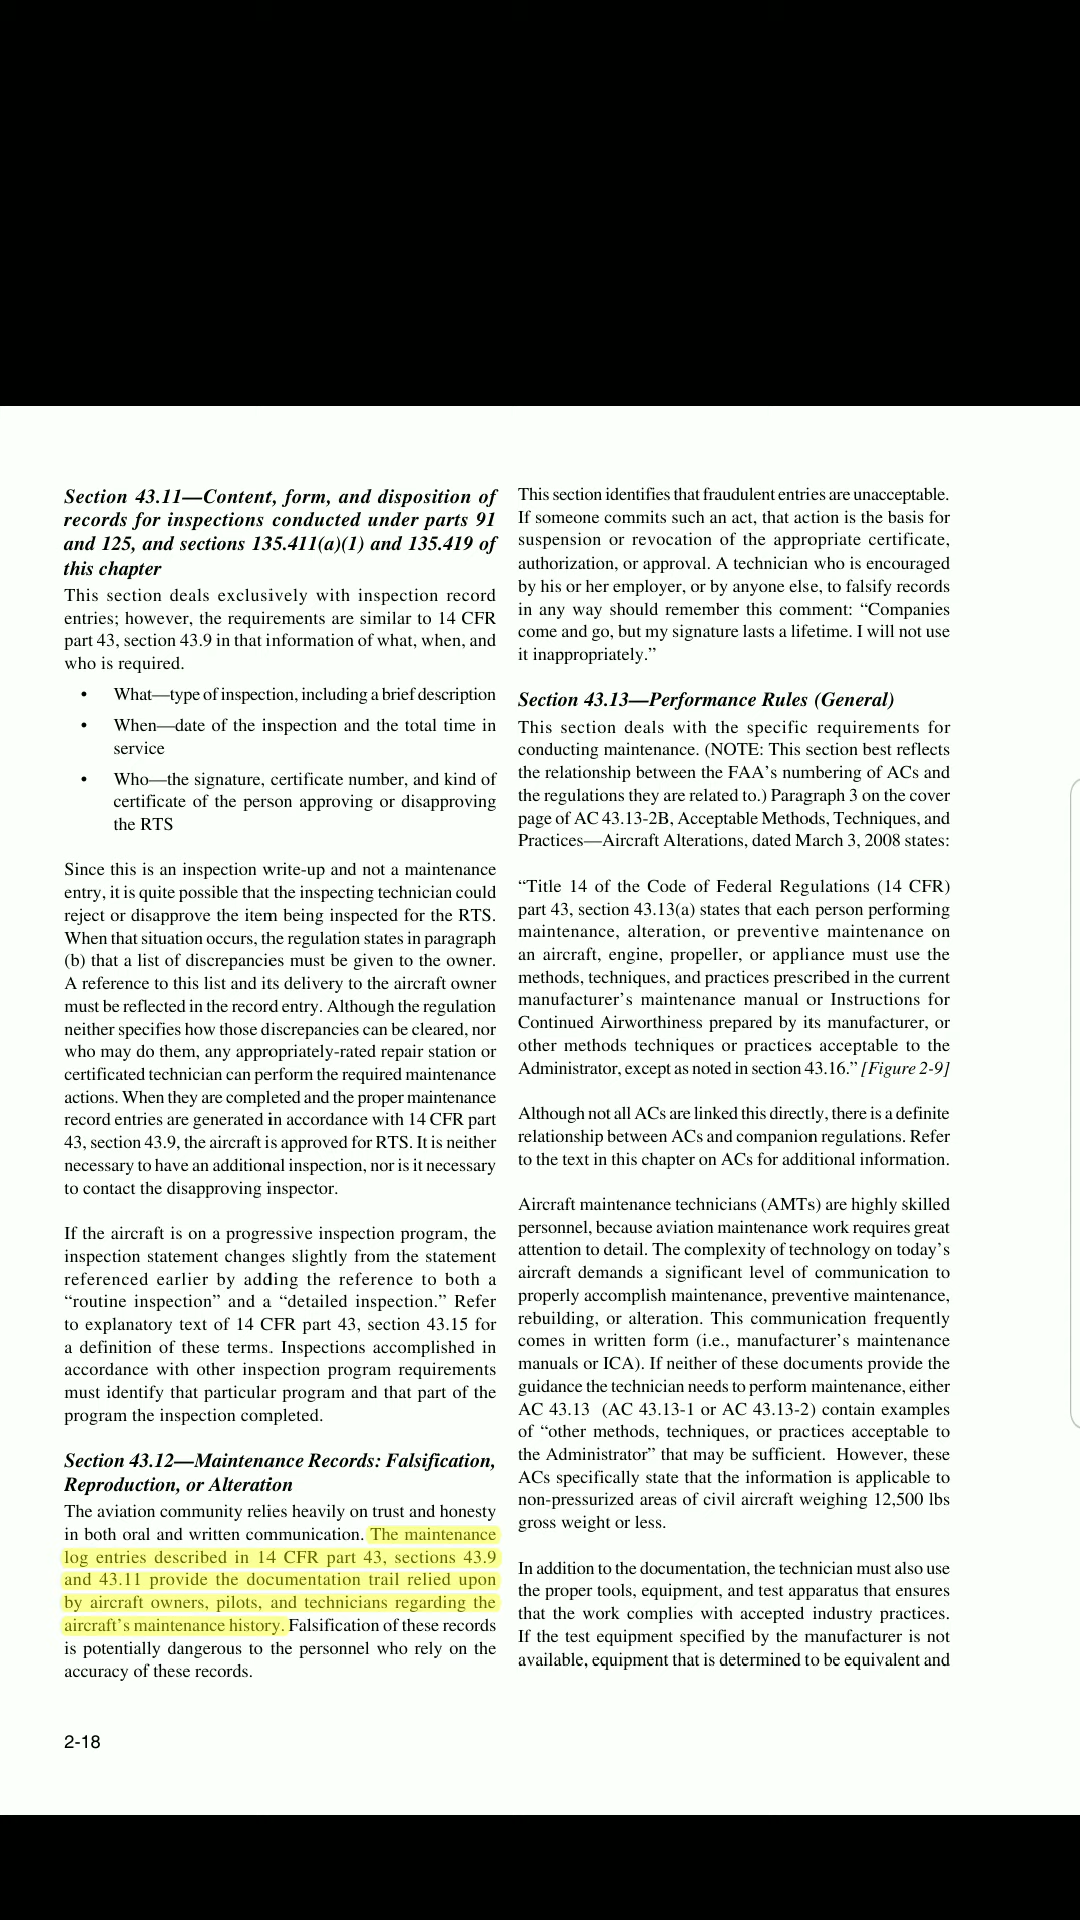 Section 43.11—Content, form, and disposition of
records for inspections conducted under parts 91
and 125, and sections 135.411(a)(1) and 135.419 of
this chapter
This section deals exclusively with inspection record
entries; however, the requirements are similar to 14 CFR
part 43, section 43.9 in that information of what, when, and
who is required.
• What—type of inspection, including a brief description
• When—date of the inspection and the total time in
service
• Who—the signature, certificate number, and kind of
certificate of the person approving or disapproving
the RTS
Since this is an inspection write-up and not a maintenance
entry, it is quite possible that the inspecting technician could
reject or disapprove the item being inspected for the RTS.
When that situation occurs, the regulation states in paragraph
(b) that a list of discrepancies must be given to the owner.
A reference to this list and its delivery to the aircraft owner
must be reflected in the record entry. Although the regulation
neither specifies how those discrepancies can be cleared, nor
who may do them, any appropriately-rated repair station or
certificated technician can perform the required maintenance
actions. When they are completed and the proper maintenance
record entries are generated in accordance with 14 CFR part
43, section 43.9, the aircraft is approved for RTS. It is neither
necessary to have an additional inspection, nor is it necessary
to contact the disapproving inspector.
If the aircraft is on a progressive inspection program, the
inspection statement changes slightly from the statement
referenced earlier by adding the reference to both a
“routine inspection” and a “detailed inspection.” Refer
to explanatory text of 14 CFR part 43, section 43.15 for
a definition of these terms. Inspections accomplished in
accordance with other inspection program requirements
must identify that particular program and that part of the
program the inspection completed.
Section 43.12—Maintenance Records: Falsification,
Reproduction, or Alteration
The aviation community relies heavily on trust and honesty
in both oral and written communication. The maintenance
log entries described in 14 CFR part 43, sections 43.9
and 43.11 provide the documentation trail relied upon
by aircraft owners, pilots, and technicians regarding the
aircraft’s maintenance history. Falsification of these records
is potentially dangerous to the personnel who rely on the
accuracy of these records.
This section identifies that fraudulent entries are unacceptable.
If someone commits such an act, that action is the basis for
suspension or revocation of the appropriate certificate,
authorization, or approval. A technician who is encouraged
by his or her employer, or by anyone else, to falsify records
in any way should remember this comment: “Companies
come and go, but my signature lasts a lifetime. I will not use
it inappropriately.”
Section 43.13—Performance Rules (General)
This section deals with the specific requirements for
conducting maintenance. (NOTE: This section best reflects
the relationship between the FAA’s numbering of ACs and
the regulations they are related to.) Paragraph 3 on the cover
page of AC 43.13-2B, Acceptable Methods, Techniques, and
Practices—Aircraft Alterations, dated March 3, 2008 states:
“Title 14 of the Code of Federal Regulations (14 CFR)
part 43, section 43.13(a) states that each person performing
maintenance, alteration, or preventive maintenance on
an aircraft, engine, propeller, or appliance must use the
methods, techniques, and practices prescribed in the current
manufacturer’s maintenance manual or Instructions for
Continued Airworthiness prepared by its manufacturer, or
other methods techniques or practices acceptable to the
Administrator, except as noted in section 43.16.” [Figure 2-9]
Although not all ACs are linked this directly, there is a definite
relationship between ACs and companion regulations. Refer
to the text in this chapter on ACs for additional information.
Aircraft maintenance technicians (AMTs) are highly skilled
personnel, because aviation maintenance work requires great
attention to detail. The complexity of technology on today’s
aircraft demands a significant level of communication to
properly accomplish maintenance, preventive maintenance,
rebuilding, or alteration. This communication frequently
comes in written form (i.e., manufacturer’s maintenance
manuals or ICA). If neither of these documents provide the
guidance the technician needs to perform maintenance, either
AC 43.13 (AC 43.13-1 or AC 43.13-2) contain examples
of “other methods, techniques, or practices acceptable to
the Administrator” that may be sufficient. However, these
ACs specifically state that the information is applicable to
non-pressurized areas of civil aircraft weighing 12,500 lbs
gross weight or less.
In addition to the documentation, the technician must also use
the proper tools, equipment, and test apparatus that ensures
that the work complies with accepted industry practices.
If the test equipment specified by the manufacturer is not
available, equipment that is determined to be equivalent and
2-18